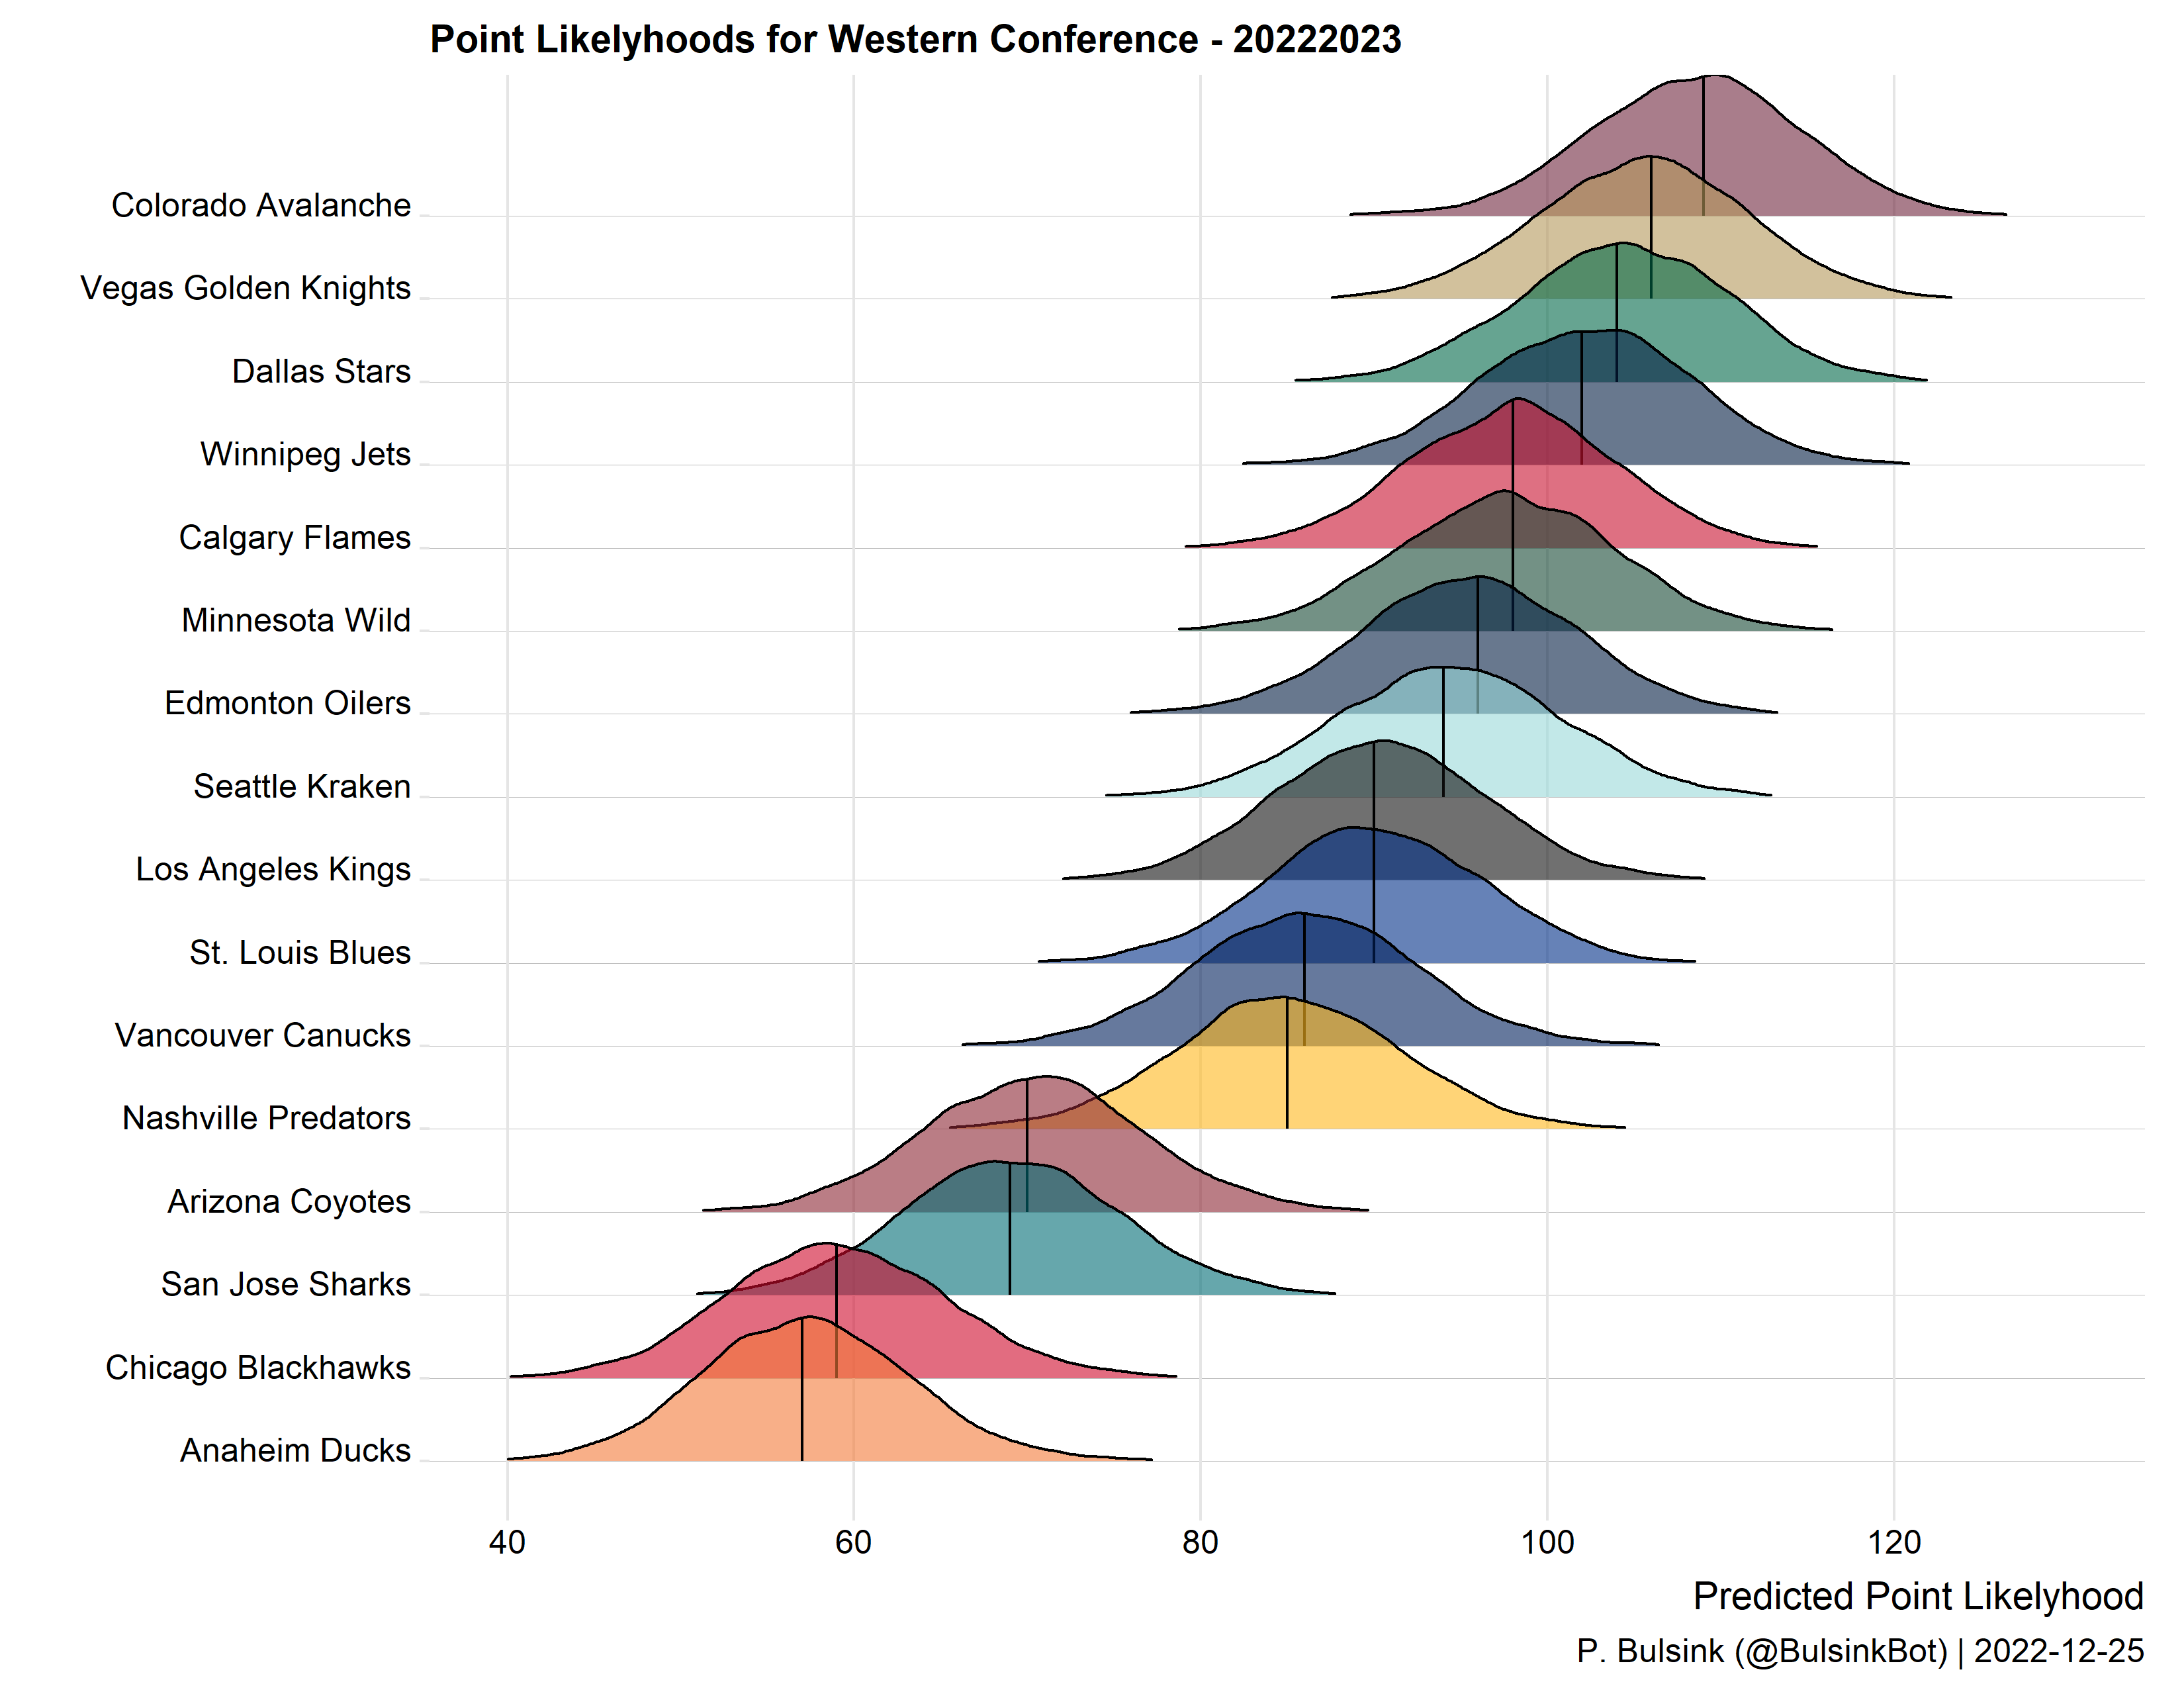 Point Likelyhoods for Western Conference - 20222023
Colorado Avalanche
Vegas Golden Knights
Dallas Stars
Winnipeg Jets
Calgary Flames
Minnesota Wild
Edmonton Oilers
Seattle Kraken
Los Angeles Kings
St. Louis Blues
Vancouver Canucks
Nashville Predators
Arizona Coyotes
San Jose Sharks
Chicago Blackhawks
Anaheim Ducks
40 60 80 100 120
Predicted Point Likelyhood
P. Bulsink (@BulsinkBot) | 2022-12-25